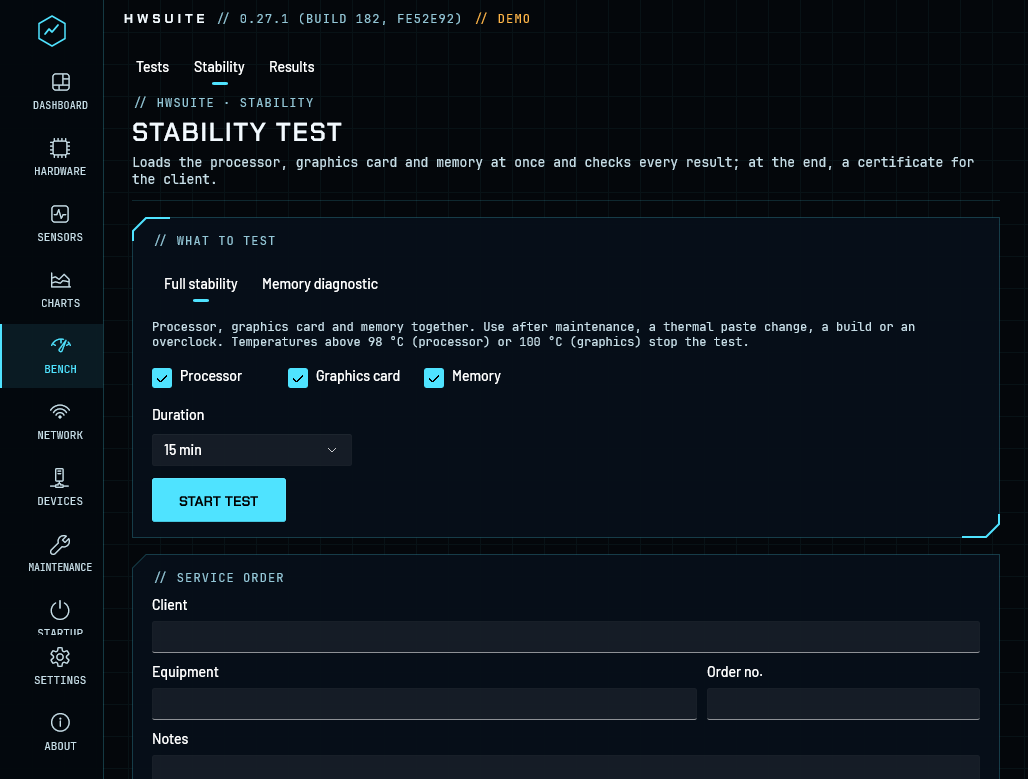 HWSUITE // 0.27.1 (BUILD 182, FE52E92) // DEMO
DASHBOARD
HARDWARE
SENSORS
CHARTS
BENCH
NETWORK
DEVICES
MAINTENANCE
STARTUP
SETTINGS
ABOUT
Tests Stability Results
// HWSUITE · STABILITY
STABILITY TEST
Loads the processor, graphics card and memory at once and checks every result; at the end, a certificate for
the client.
// WHAT TO TEST
Full stability Memory diagnostic
Processor, graphics card and memory together. Use after maintenance, a thermal paste change, a build or an
overclock. Temperatures above 98 °C (processor) or 100 °C (graphics) stop the test.
Processor Graphics card Memory
Duration
15 min
START TEST
// SERVICE ORDER
Client
Equipment Order no.
Notes